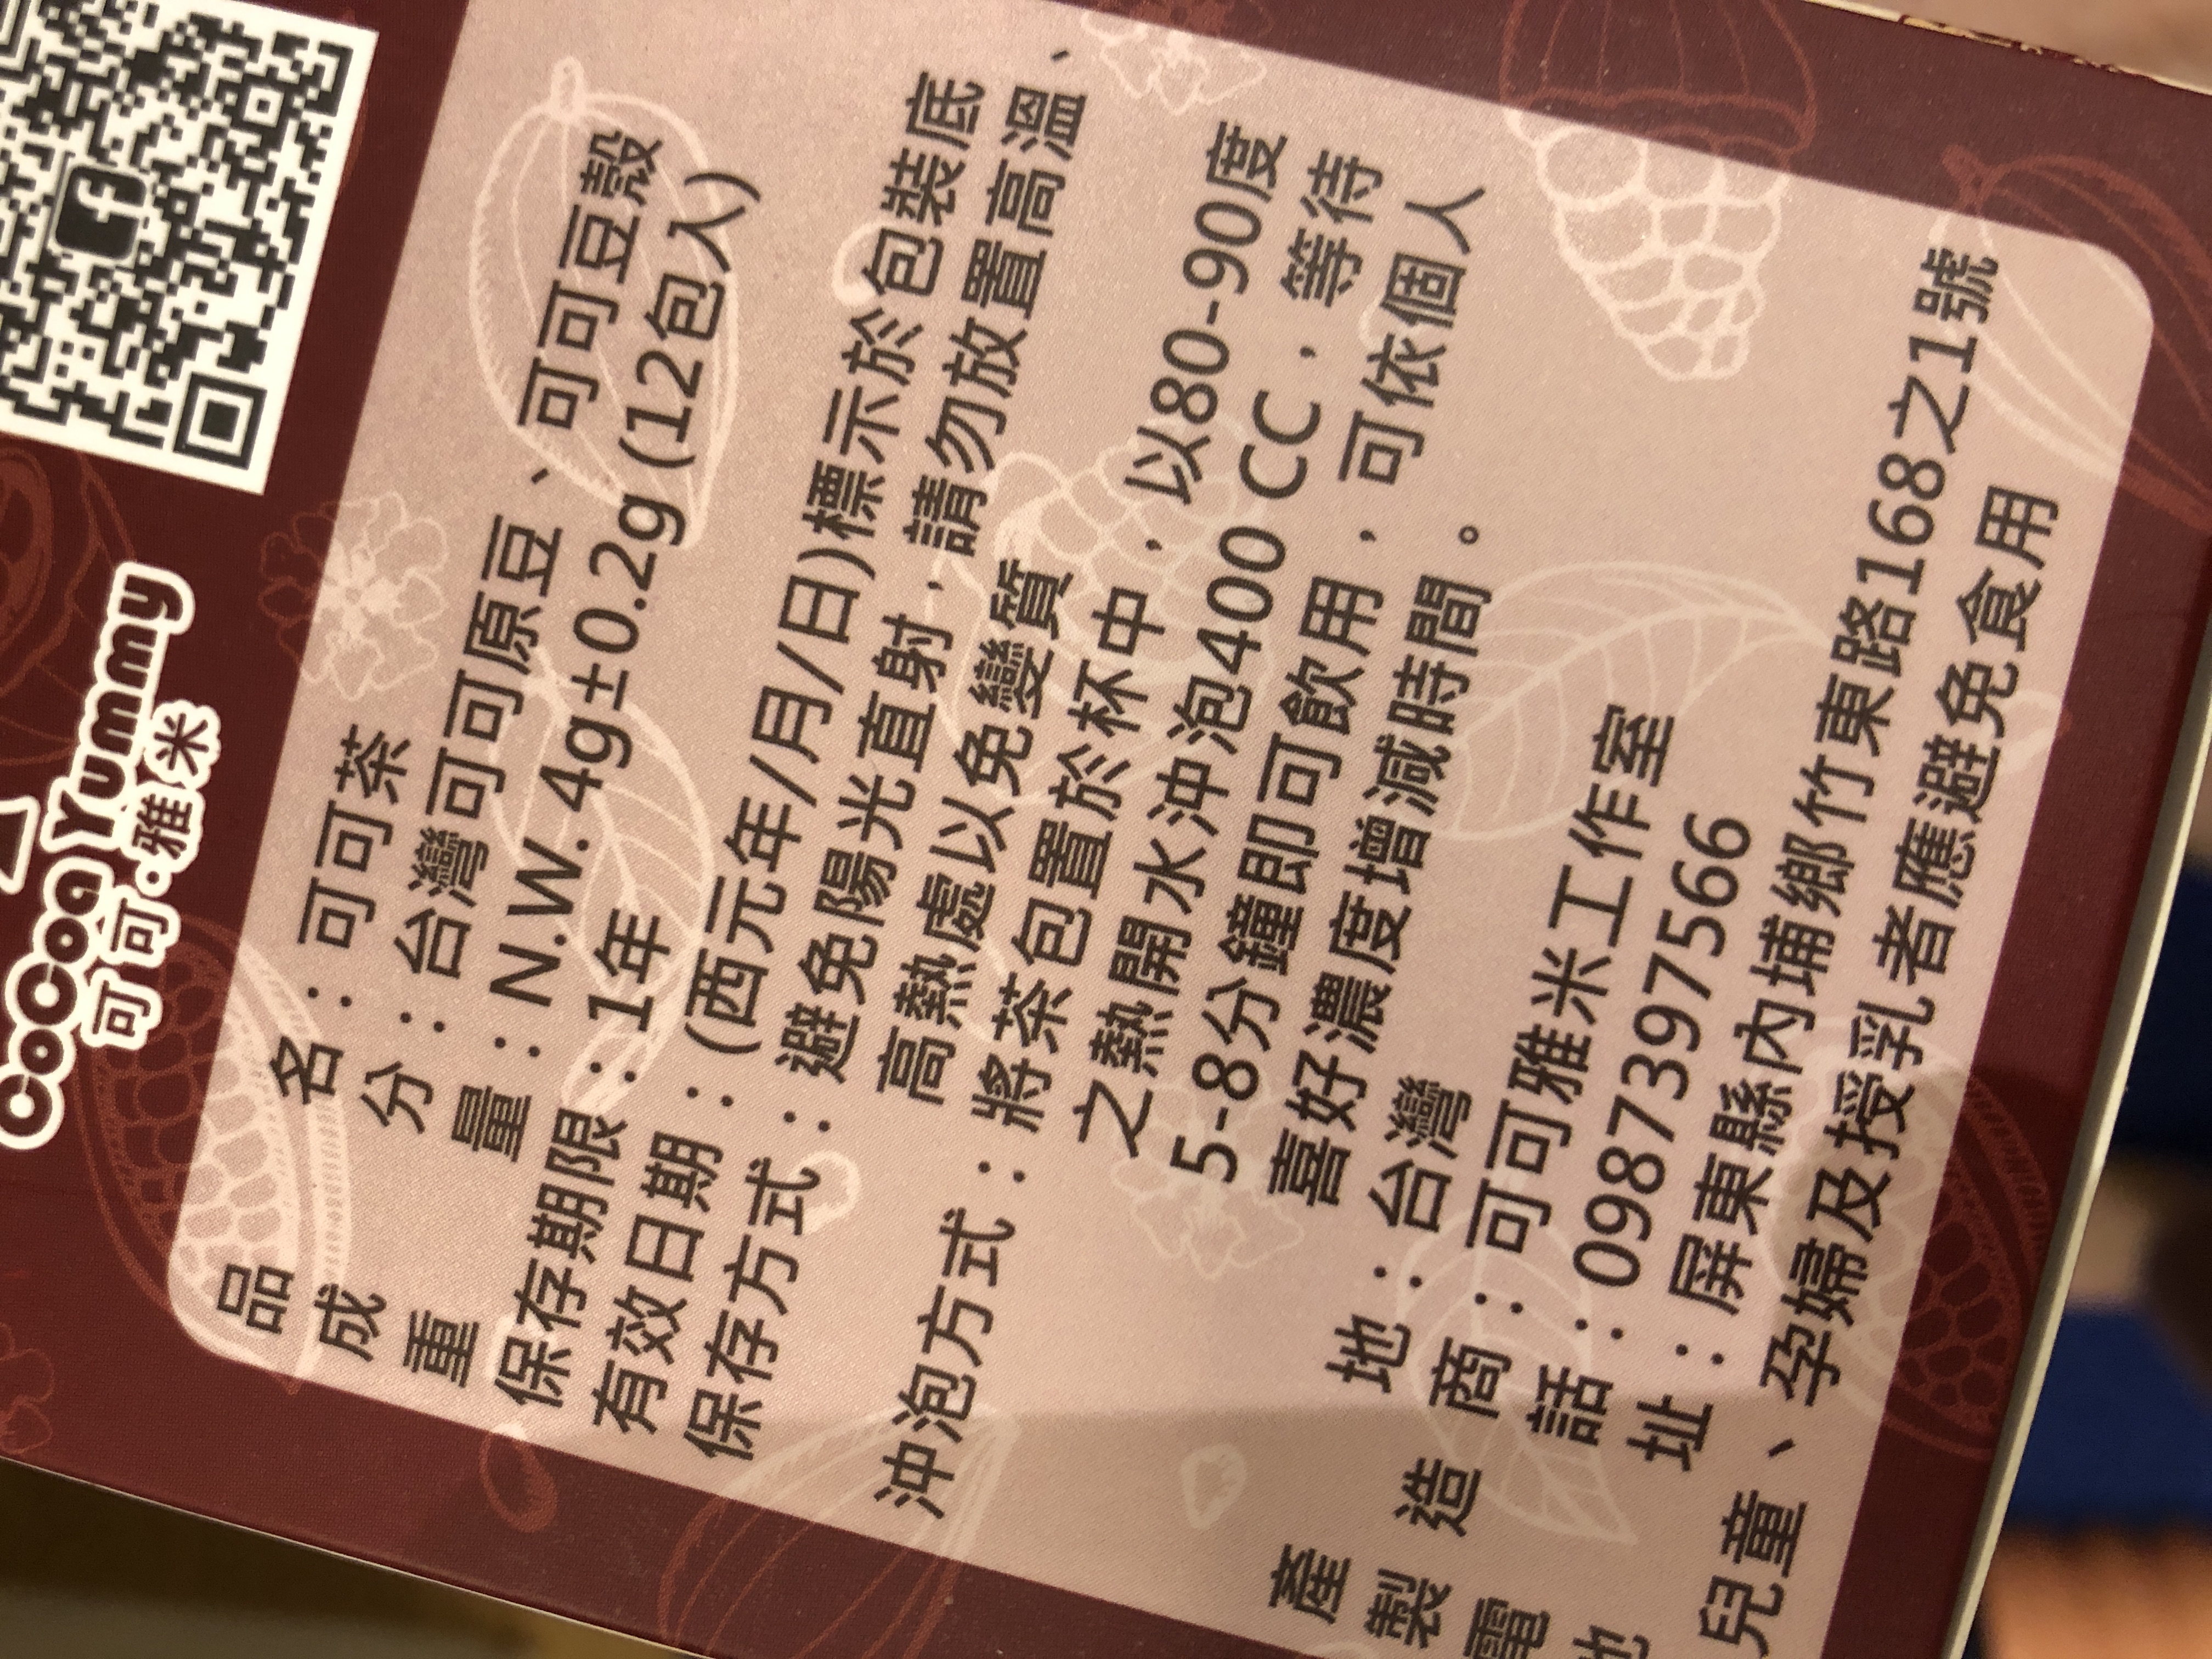 CoCoa Yummy
可可·雅米
品名：可可茶
成分：台灣可可原豆、可可豆殼
重量：N.W. 4g±0.2g (12包入)
保存期限：1年
有效日期：(西元年/月/日)標示於包裝底
保存方式：避免陽光直射，請勿放置高溫、
高熱處以免變質
沖泡方式：將茶包置於杯中，以80-90度
之熱開水沖泡400 CC，等待
5-8分鐘即可飲用，可依個人
喜好濃度增減時間。
產地：台灣
製造商：可可雅米工作室
電話：0987397566
地址：屏東縣內埔鄉竹東路168之1號
兒童、孕婦及授乳者應避免食用